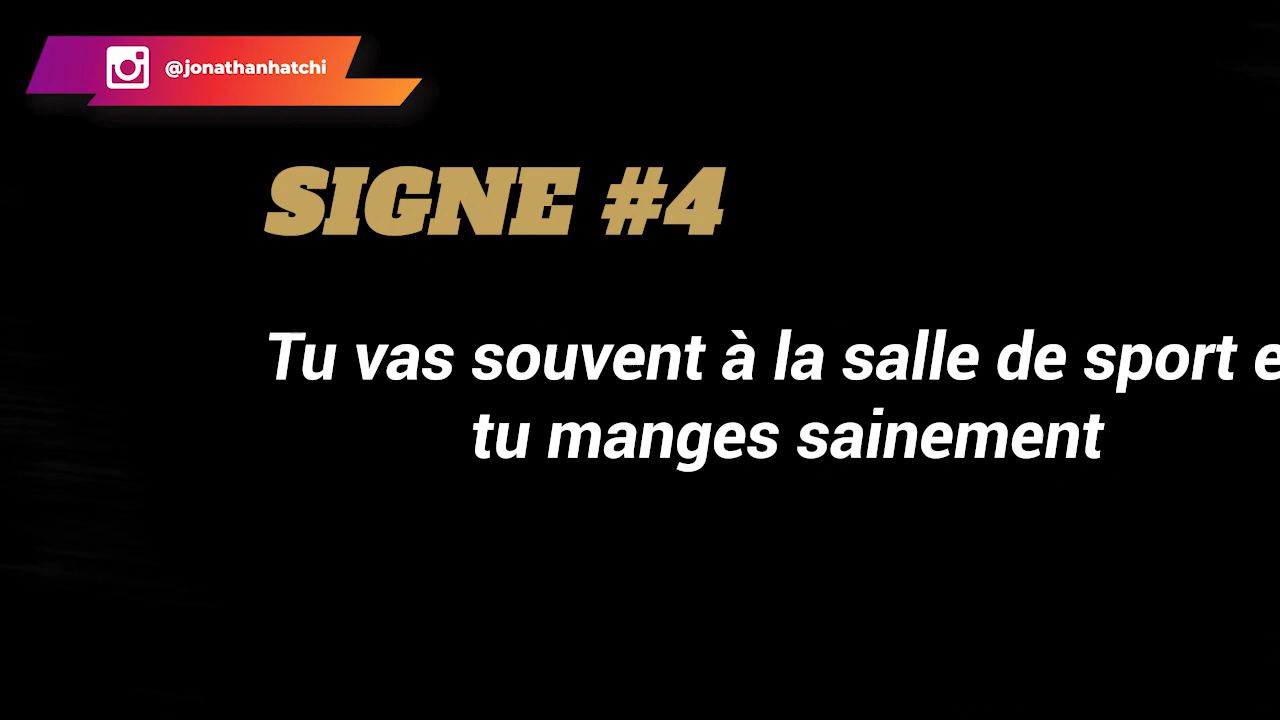 @jonathanhatchi
SIGNE #4
Tu vas souvent à la salle de sport e
tu manges sainement